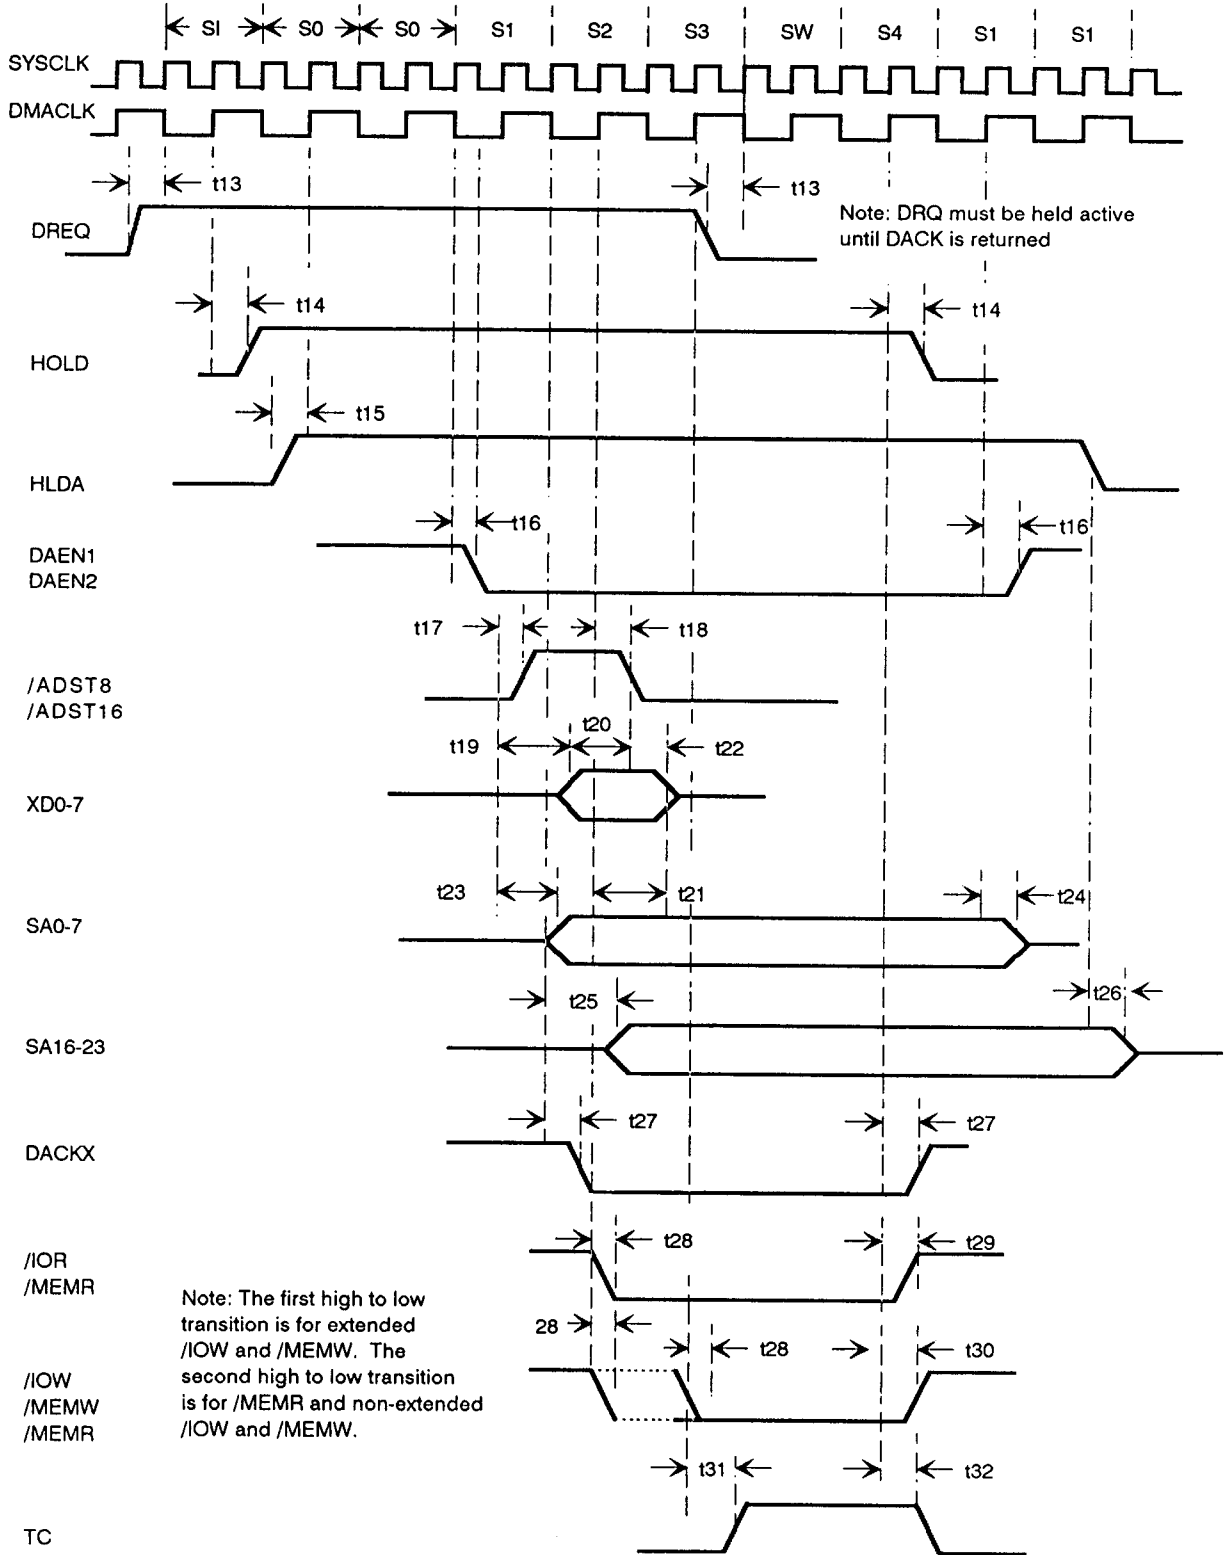 SI S0 S0 S1 S2 S3 SW S4 S1 S1
SYSCLK
DMACLK
t13 t13
DREQ
Note: DRQ must be held active
until DACK is returned
t14 t14
HOLD
t15
HLDA
t16 t16
DAEN1
DAEN2
t17 t18
/ADST8
/ADST16
t20
t19 t22
XD0-7
t23 t21 t24
SA0-7
t25 t26
SA16-23
t27 t27
DACKX
t28 t29
/IOR
/MEMR
Note: The first high to low
transition is for extended
/IOW and /MEMW. The
second high to low transition
is for /MEMR and non-extended
/IOW and /MEMW.
28 t28 t30
/IOW
/MEMW
/MEMR
t31 t32
TC